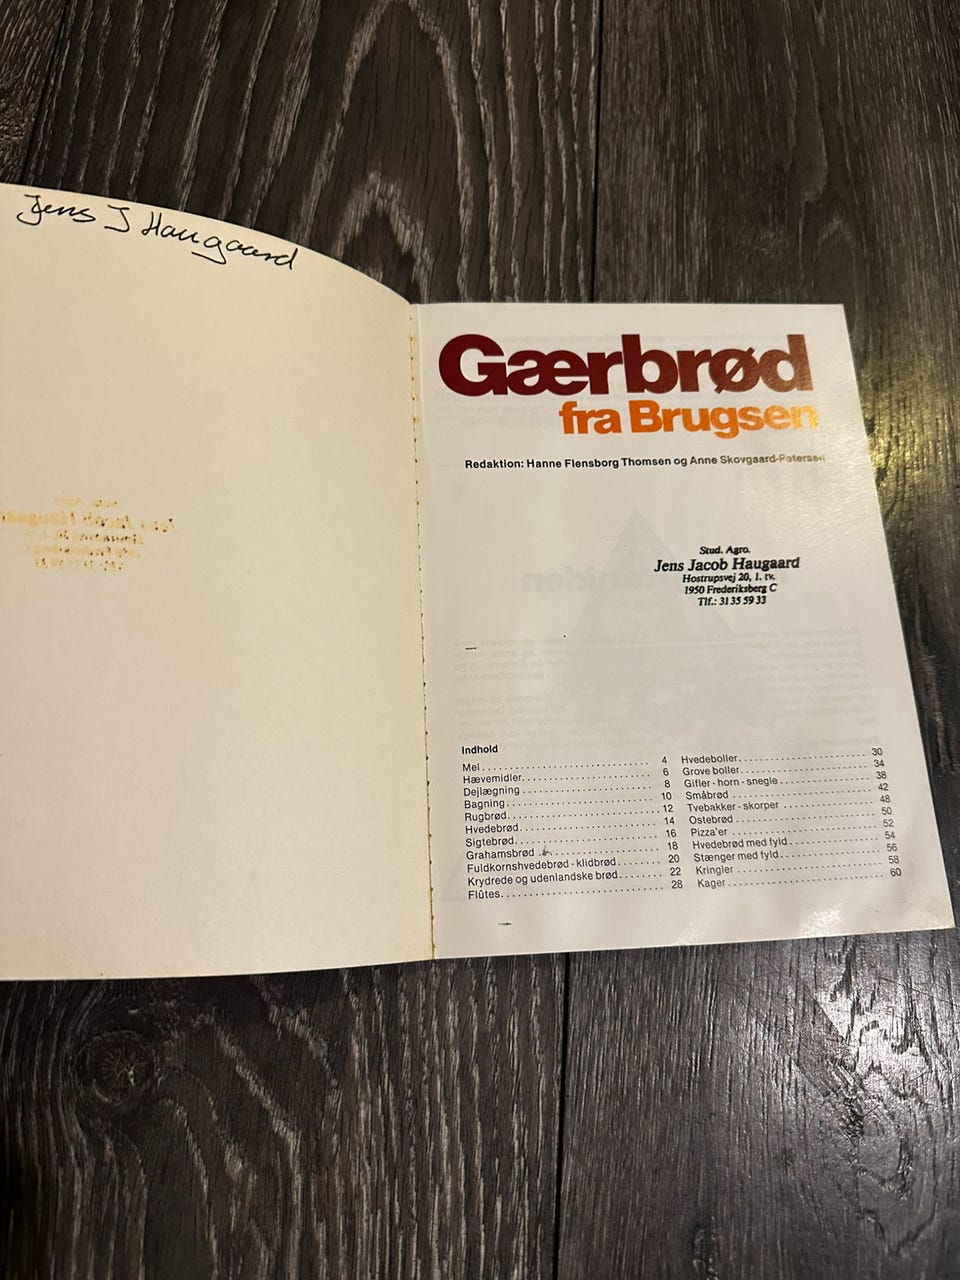 Jens J Haugaard
Gærbrød
fra Brugsen
Redaktion: Hanne Flensborg Thomsen og Anne Skovgaard-Petersen
Stud. Agro.
Jens Jacob Haugaard
Hostrupsvej 20, 1. tv.
1950 Frederiksberg C
Tlf.: 31 35 59 33
Indhold
Mel 4
Hævemidler 6
Dejlægning 8
Bagning 10
Rugbrød 12
Hvedebrød 14
Sigtebrød 16
Grahamsbrød 18
Fuldkornshvedebrød - klidbrød 20
Krydrede og udenlandske brød 22
Flûtes 28
Hvedeboller 30
Grove boller 34
Gifler - horn - snegle 38
Småbrød 42
Tvebakker - skorper 48
Ostebrød 50
Pizza'er 52
Hvedebrød med fyld 54
Stænger med fyld 56
Kringler 58
Kager 60